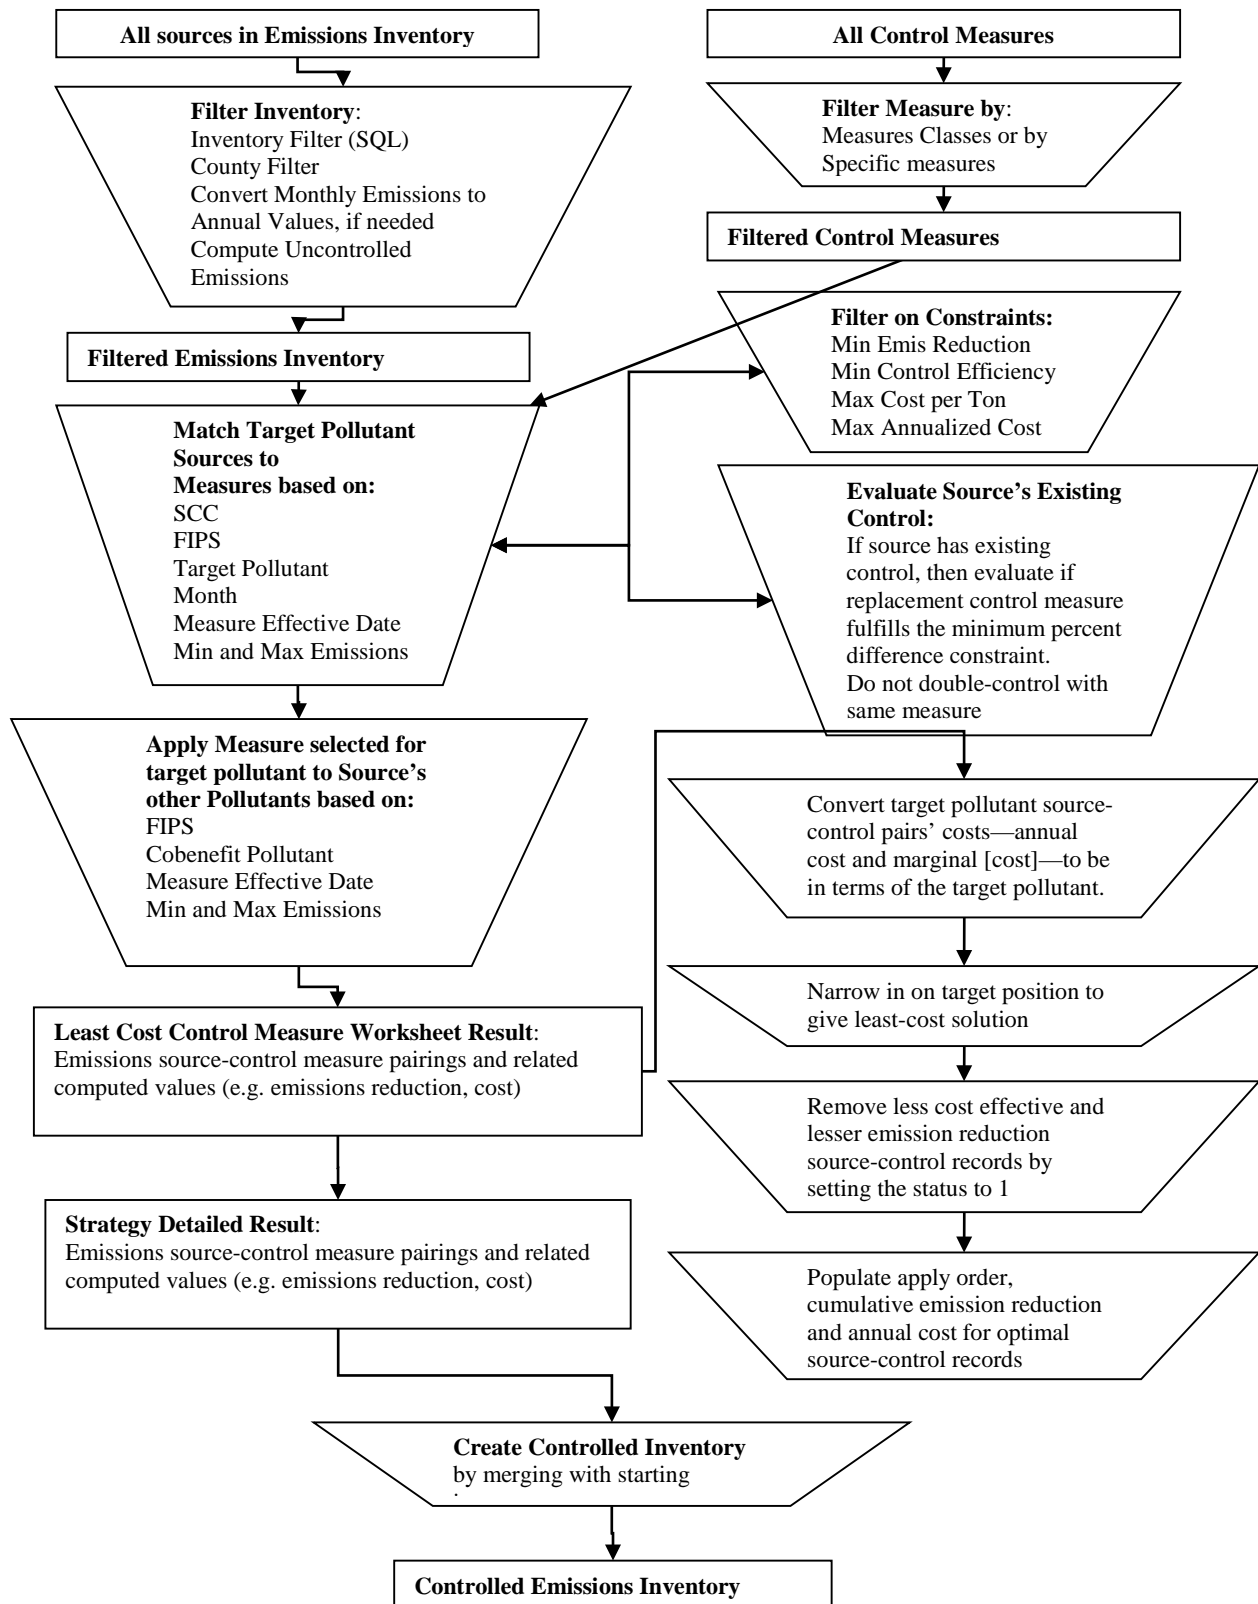 All sources in Emissions Inventory
All Control Measures
Filter Inventory:
Inventory Filter (SQL)
County Filter
Convert Monthly Emissions to
Annual Values, if needed
Compute Uncontrolled
Emissions
Filter Measure by:
Measures Classes or by
Specific measures
Filtered Control Measures
Filter on Constraints:
Min Emis Reduction
Min Control Efficiency
Max Cost per Ton
Max Annualized Cost
Filtered Emissions Inventory
Match Target Pollutant
Sources to
Measures based on:
SCC
FIPS
Target Pollutant
Month
Measure Effective Date
Min and Max Emissions
Evaluate Source's Existing
Control:
If source has existing
control, then evaluate if
replacement control measure
fulfills the minimum percent
difference constraint.
Do not double-control with
same measure
Apply Measure selected for
target pollutant to Source's
other Pollutants based on:
FIPS
Cobenefit Pollutant
Measure Effective Date
Min and Max Emissions
Convert target pollutant source-
control pairs' costs—annual
cost and marginal [cost]—to be
in terms of the target pollutant.
Narrow in on target position to
give least-cost solution
Least Cost Control Measure Worksheet Result:
Emissions source-control measure pairings and related
computed values (e.g. emissions reduction, cost)
Remove less cost effective and
lesser emission reduction
source-control records by
setting the status to 1
Strategy Detailed Result:
Emissions source-control measure pairings and related
computed values (e.g. emissions reduction, cost)
Populate apply order,
cumulative emission reduction
and annual cost for optimal
source-control records
Create Controlled Inventory
by merging with starting
Controlled Emissions Inventory